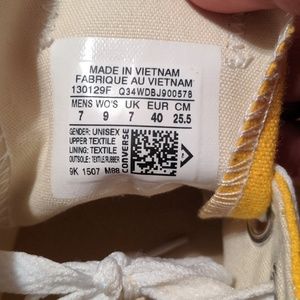 MADE IN VIETNAM
FABRIQUE AU VIETNAM
130129F Q34WDBJ900578
MENS WO'S UK EUR CM
7 9 7 40 25.5
GENDER: UNISEX
UPPER TEXTILE
LINING: TEXTILE
OUTSOLE: TEXTILE RUBBER
CONVERSE
9K 1507 M88